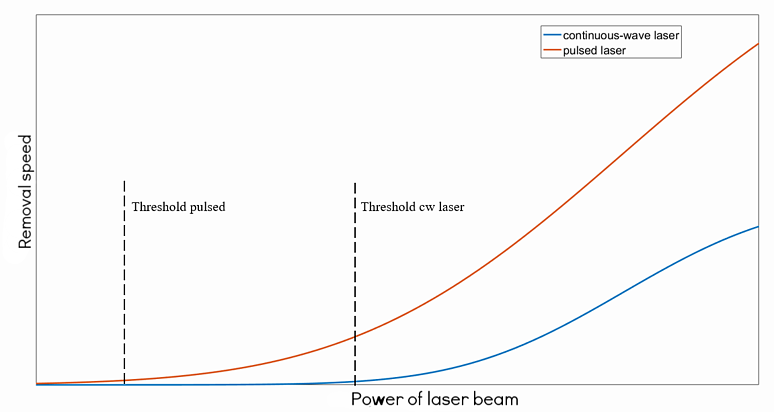 continuous-wave laser
pulsed laser
Threshold pulsed
Threshold cw laser
Removal speed
Power of laser beam